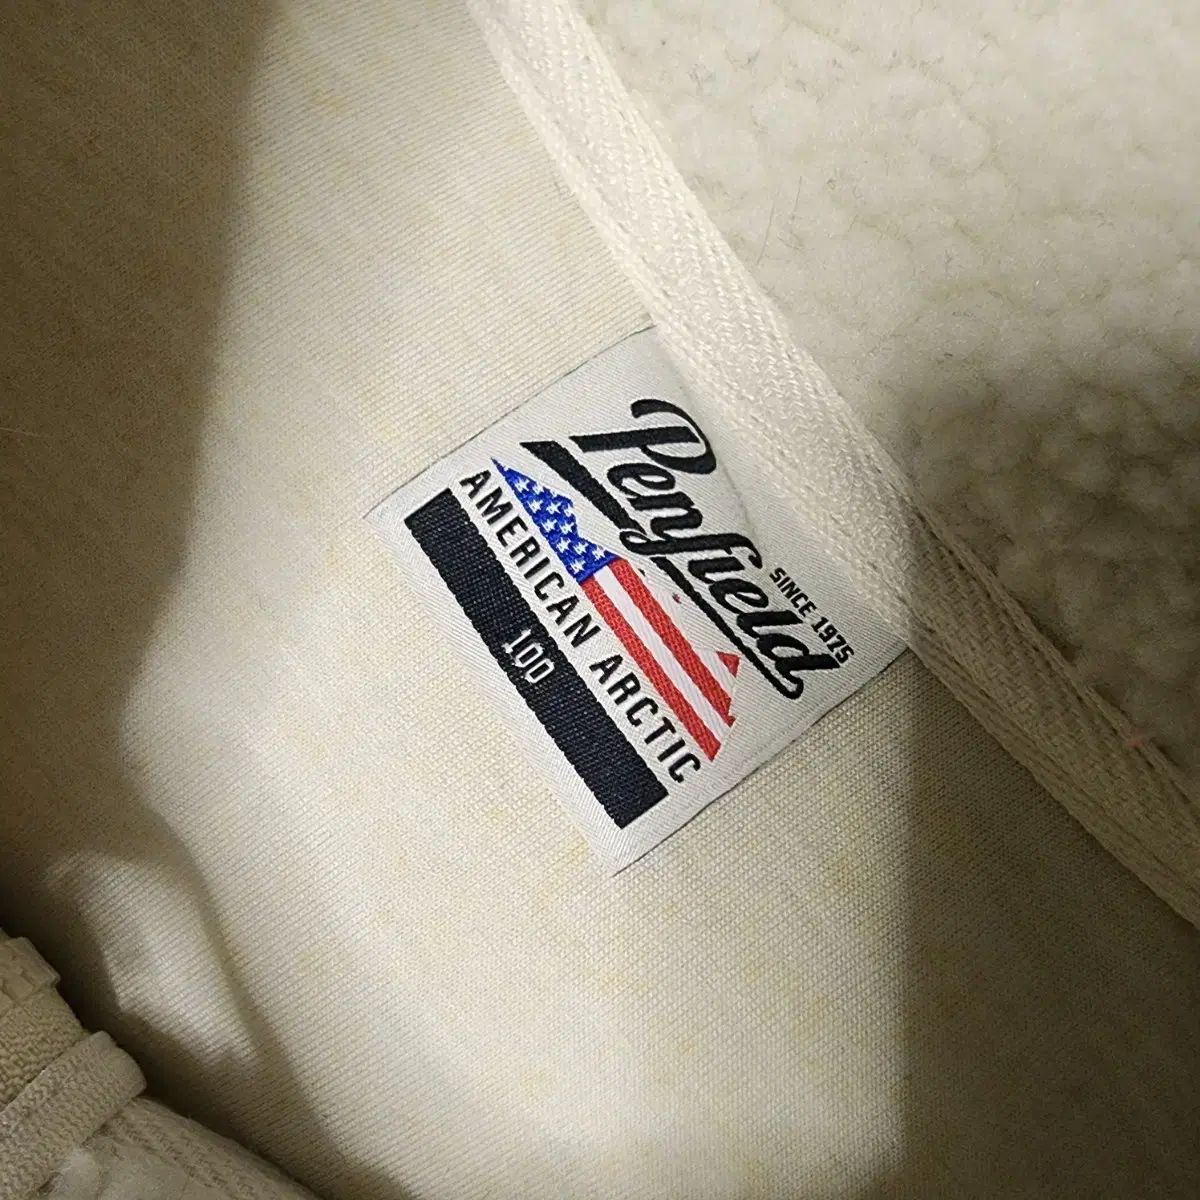 Penfield
SINCE 1975
AMERICAN ARCTIC
100